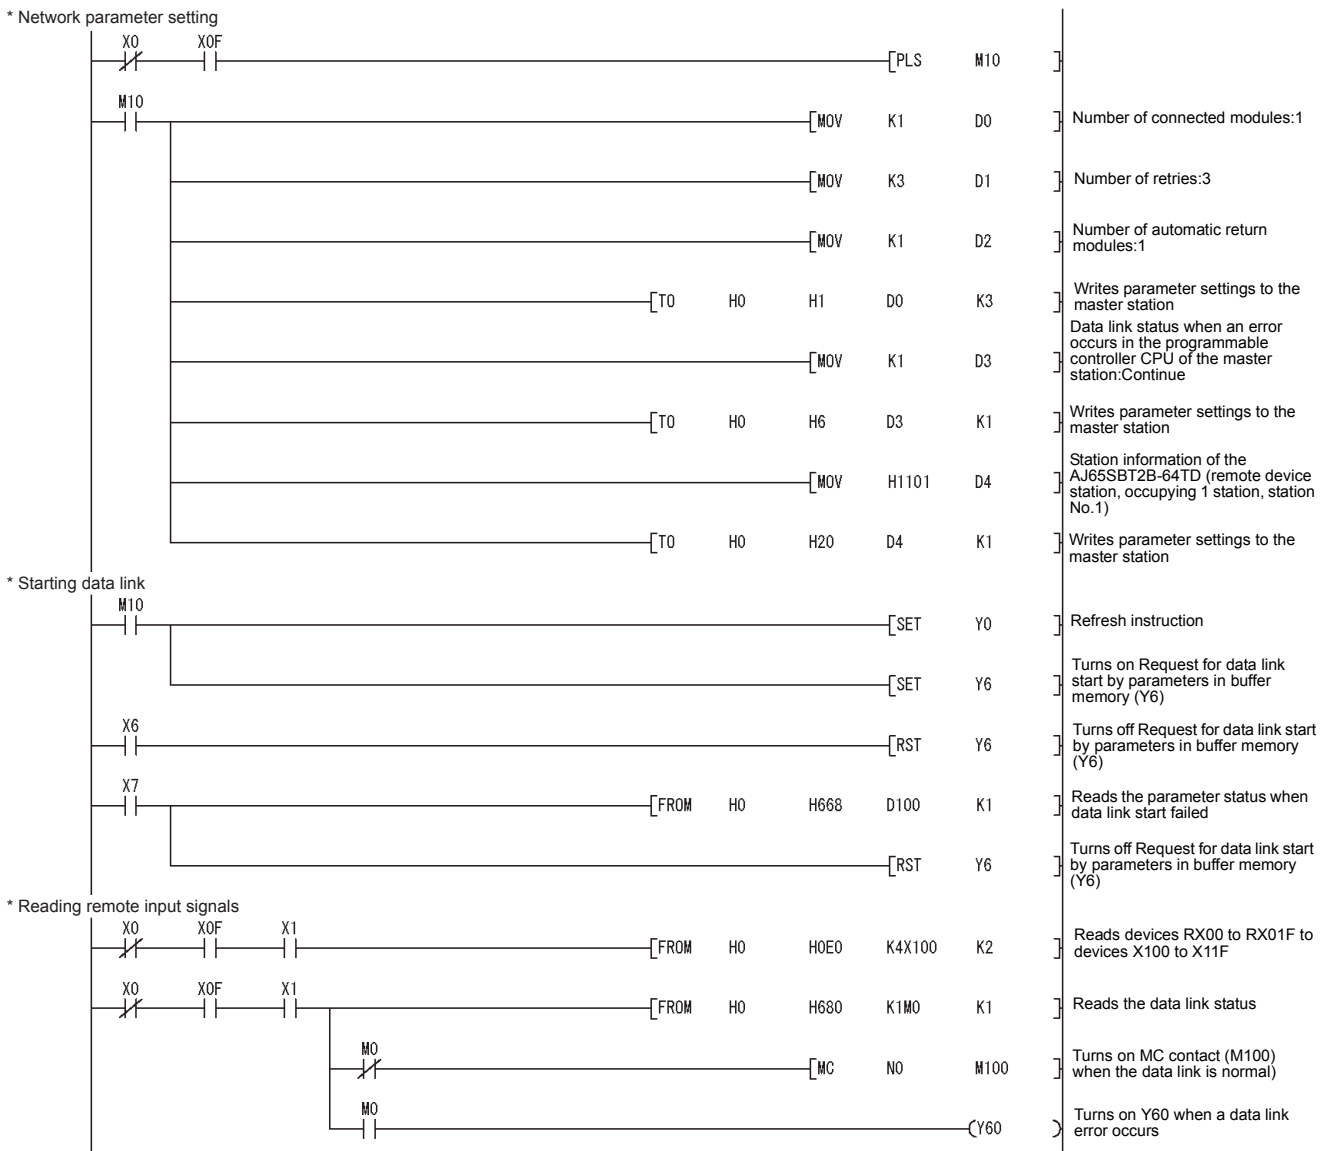 * Network parameter setting
X0 X0F
[PLS M10 ]
M10
[MOV K1 D0 ] Number of connected modules:1
[MOV K3 D1 ] Number of retries:3
[MOV K1 D2 ] Number of automatic return
modules:1
[TO H0 H1 D0 K3 ] Writes parameter settings to the
master station
Data link status when an error
occurs in the programmable
[MOV K1 D3 ] controller CPU of the master
station:Continue
[TO H0 H6 D3 K1 ] Writes parameter settings to the
master station
Station information of the
[MOV H1101 D4 ] AJ65SBT2B-64TD (remote device
station, occupying 1 station, station
No.1)
[TO H0 H20 D4 K1 ] Writes parameter settings to the
master station
* Starting data link
M10
[SET Y0 ] Refresh instruction
Turns on Request for data link
[SET Y6 ] start by parameters in buffer
memory (Y6)
X6
Turns off Request for data link start
[RST Y6 ] by parameters in buffer memory
(Y6)
X7
[FROM H0 H668 D100 K1 ] Reads the parameter status when
data link start failed
Turns off Request for data link start
[RST Y6 ] by parameters in buffer memory
(Y6)
* Reading remote input signals
X0 X0F X1
[FROM H0 H0E0 K4X100 K2 ] Reads devices RX00 to RX01F to
devices X100 to X11F
X0 X0F X1
[FROM H0 H680 K1M0 K1 ] Reads the data link status
M0
[MC N0 M100 ] Turns on MC contact (M100)
when the data link is normal)
M0
(Y60 ) Turns on Y60 when a data link
error occurs